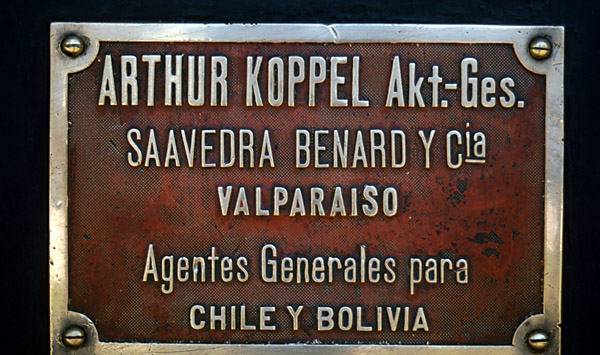 ARTHUR KOPPEL Akt.-Ges.
SAAVEDRA BENARD Y Cia
VALPARAISO
Agentes Generales para
CHILE Y BOLIVIA